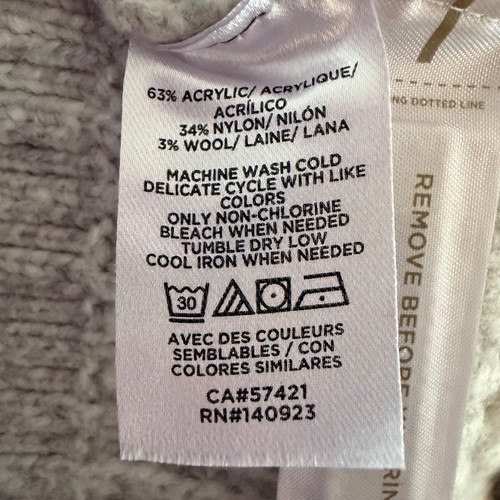 63% ACRYLIC/ ACRYLIQUE/
ACRÍLICO
34% NYLON/ NILÓN
3% WOOL/ LAINE/ LANA
MACHINE WASH COLD
DELICATE CYCLE WITH LIKE
COLORS
ONLY NON-CHLORINE
BLEACH WHEN NEEDED
TUMBLE DRY LOW
COOL IRON WHEN NEEDED
30
AVEC DES COULEURS
SEMBLABLES / CON
COLORES SIMILARES
CA#57421
RN#140923
DOTTED LINE
REMOVE BEFORE